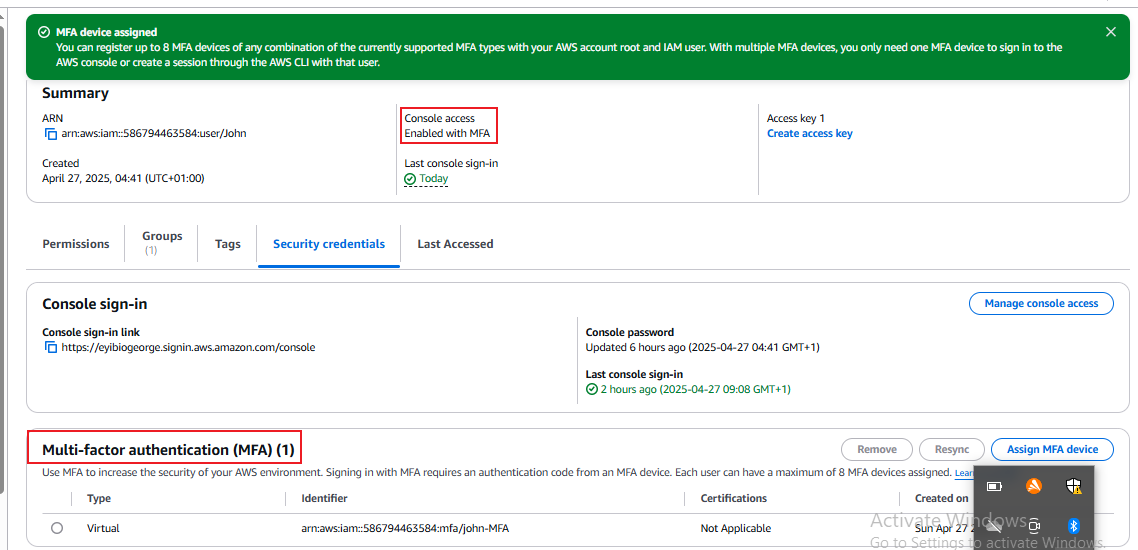 MFA device assigned
You can register up to 8 MFA devices of any combination of the currently supported MFA types with your AWS account root and IAM user. With multiple MFA devices, you only need one MFA device to sign in to the
AWS console or create a session through the AWS CLI with that user.
Summary
ARN
arn:aws:iam::586794463584:user/John
Created
April 27, 2025, 04:41 (UTC+01:00)
Console access
Enabled with MFA
Last console sign-in
Today
Access key 1
Create access key
Permissions
Groups
(1)
Tags
Security credentials
Last Accessed
Console sign-in
Manage console access
Console sign-in link
https://eyibiogeorge.signin.aws.amazon.com/console
Console password
Updated 6 hours ago (2025-04-27 04:41 GMT+1)
Last console sign-in
2 hours ago (2025-04-27 09:08 GMT+1)
Multi-factor authentication (MFA) (1)
Remove
Resync
Assign MFA device
Use MFA to increase the security of your AWS environment. Signing in with MFA requires an authentication code from an MFA device. Each user can have a maximum of 8 MFA devices assigned.
Type
Identifier
Certifications
Created on
Virtual
arn:aws:iam::586794463584:mfa/john-MFA
Not Applicable
Sun Apr 27
Activate Windows
Go to Settings to activate Windows.